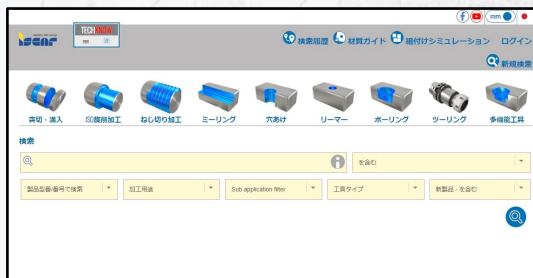 mm
ISCAR
TECHKNOW
検索履歴 材質ガイド 組付けシミュレーション ログイン
新規検索
突切・溝入 ISO旋削加工 ねじ切り加工 ミーリング 穴あけ リーマー ボーリング ツーリング 多機能工具
検索
を含む
製品型番/番号で検索 加工用途 Sub application filter 工具タイプ 新製品 - を含む